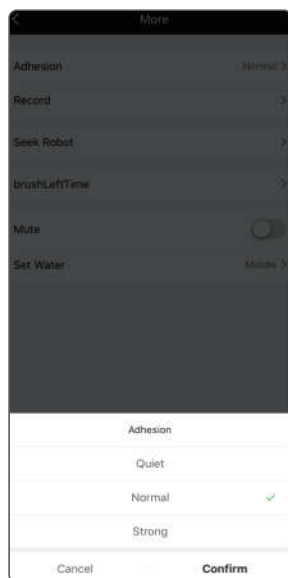 More
Adhesion Normal
Record
Seek Robot
brushLeftTime
Mute
Set Water Middle
Adhesion
Quiet
Normal
Strong
Cancel Confirm